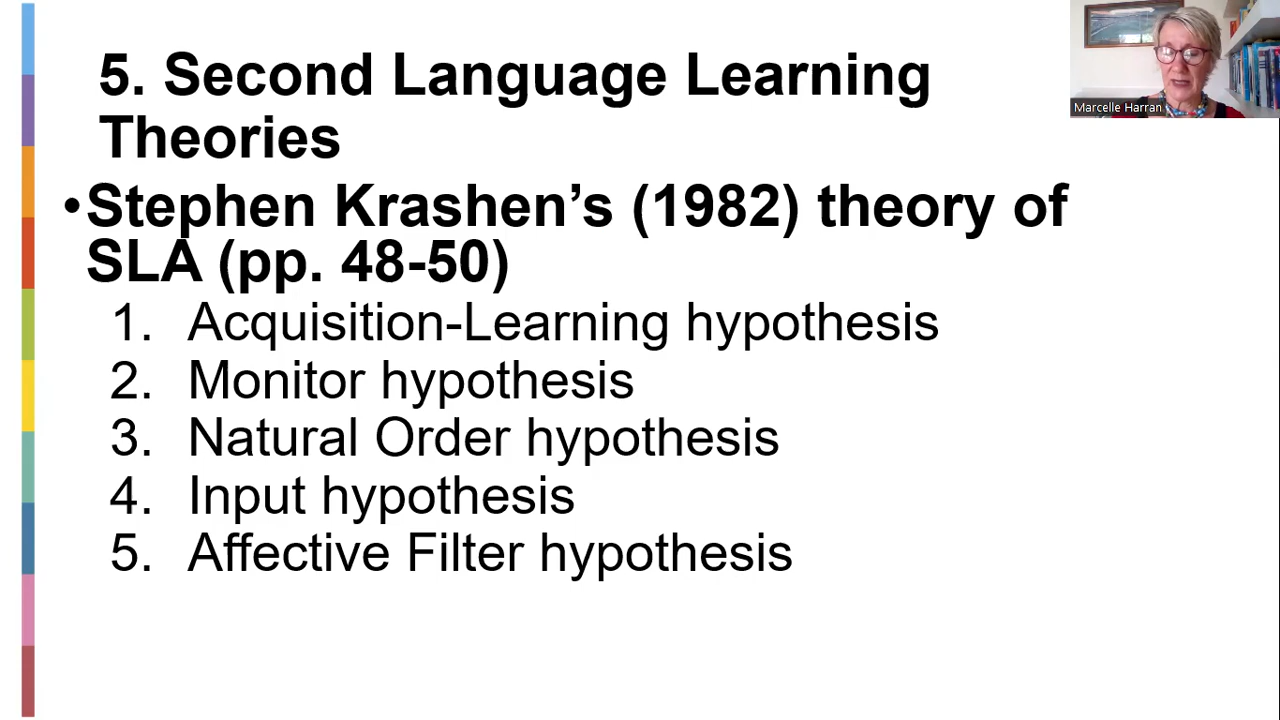 5. Second Language Learning
Theories
•Stephen Krashen’s (1982) theory of
SLA (pp. 48-50)
1. Acquisition-Learning hypothesis
2. Monitor hypothesis
3. Natural Order hypothesis
4. Input hypothesis
5. Affective Filter hypothesis
Marcelle Harran